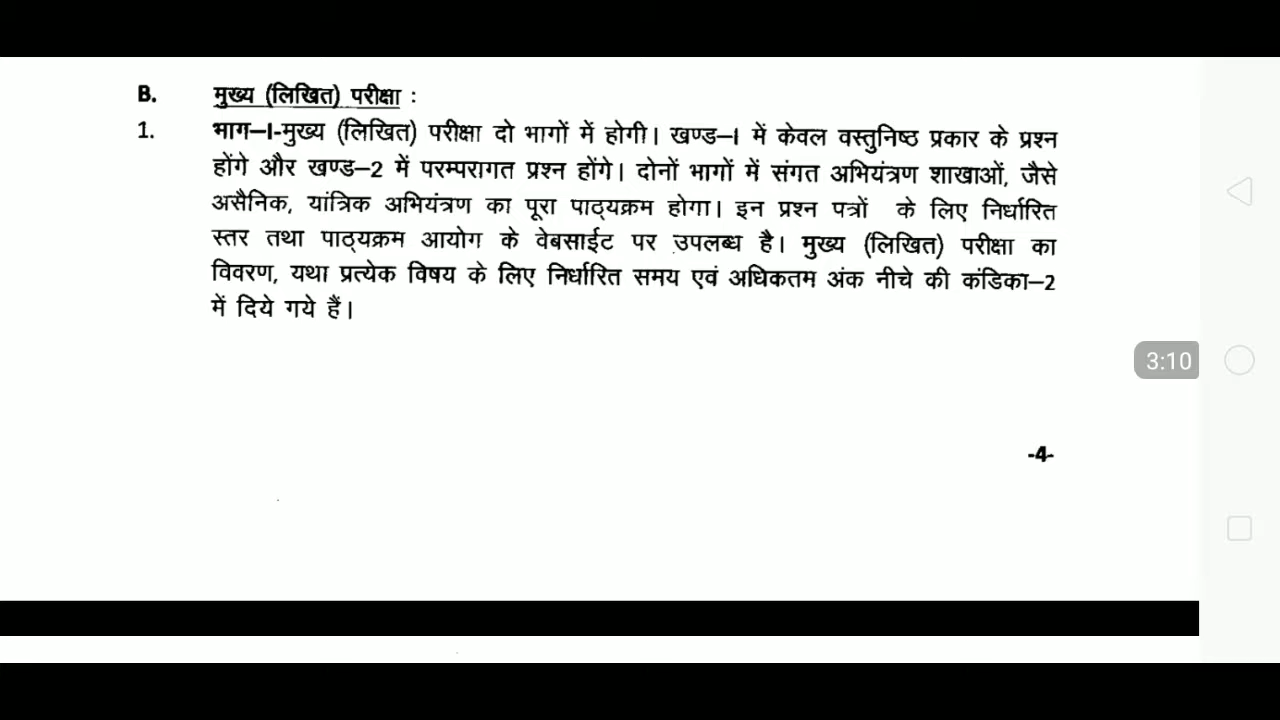 B. मुख्य (लिखित) परीक्षा :
1. भाग–I-मुख्य (लिखित) परीक्षा दो भागों में होगी। खण्ड–I में केवल वस्तुनिष्ठ प्रकार के प्रश्न
होंगे और खण्ड–2 में परम्परागत प्रश्न होंगे। दोनों भागों में संगत अभियंत्रण शाखाओं, जैसे
असैनिक, यांत्रिक अभियंत्रण का पूरा पाठ्यक्रम होगा। इन प्रश्न पत्रों के लिए निर्धारित
स्तर तथा पाठ्यक्रम आयोग के वेबसाईट पर उपलब्ध है। मुख्य (लिखित) परीक्षा का
विवरण, यथा प्रत्येक विषय के लिए निर्धारित समय एवं अधिकतम अंक नीचे की कंडिका–2
में दिये गये हैं।
3:10
-4-